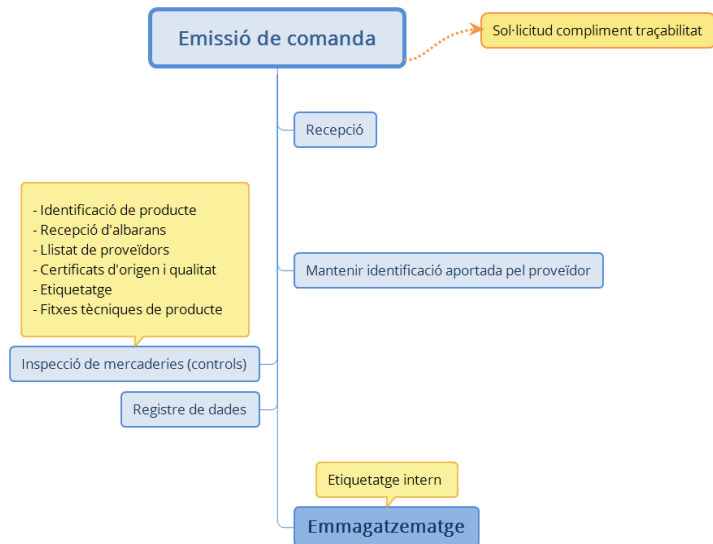 Emissió de comanda
Sol·licitud compliment traçabilitat
Recepció
- Identificació de producte
- Recepció d'albarans
- Llistat de proveïdors
- Certificats d'origen i qualitat
- Etiquetatge
- Fitxes tècniques de producte
Mantenir identificació aportada pel proveïdor
Inspecció de mercaderies (controls)
Registre de dades
Etiquetatge intern
Emmagatzematge